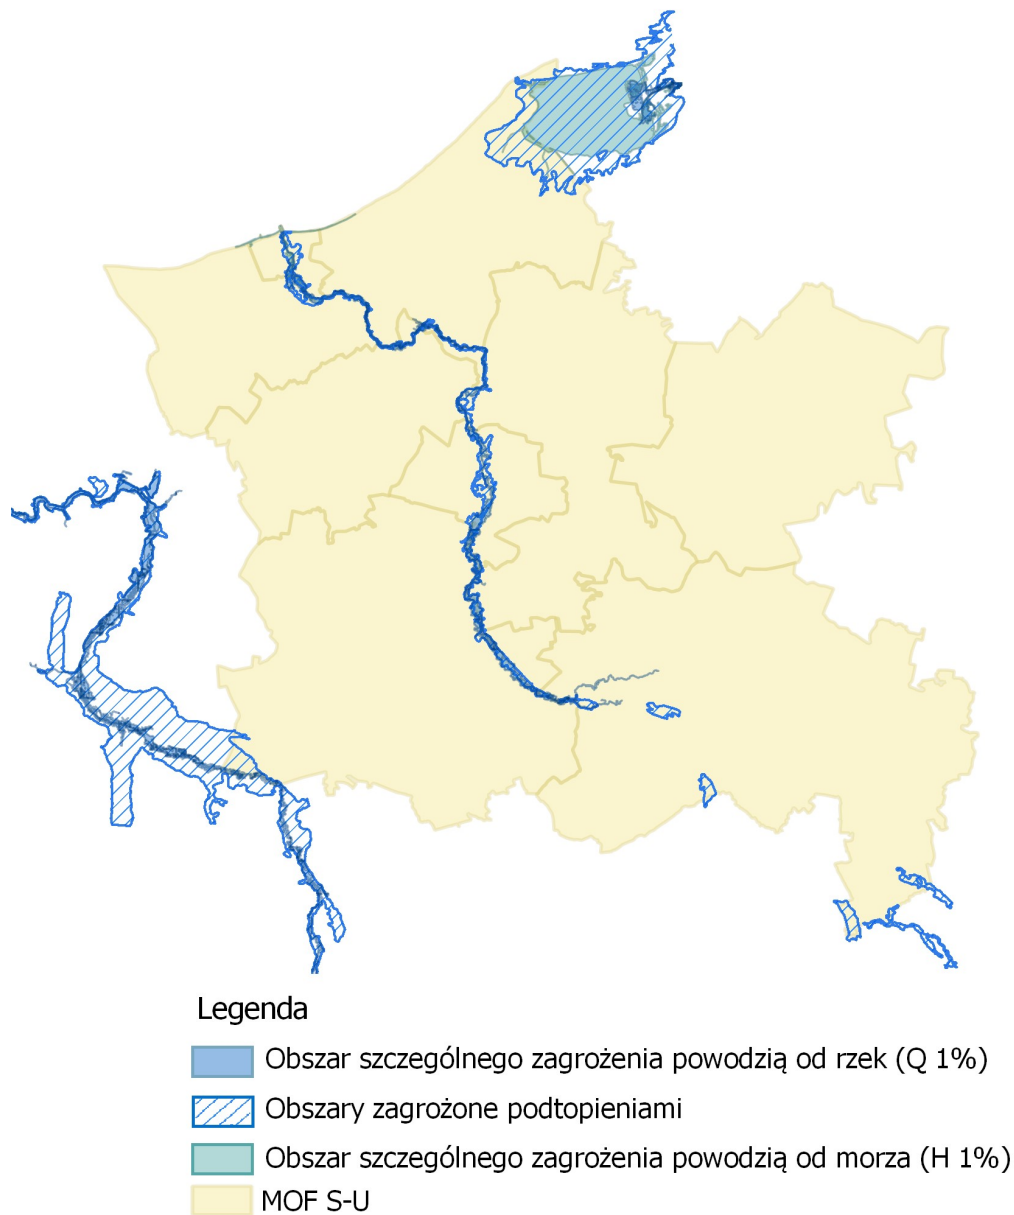 Legenda
Obszar szczególnego zagrożenia powodzią od rzek (Q 1%)
Obszary zagrożone podtopieniami
Obszar szczególnego zagrożenia powodzią od morza (H 1%)
MOF S-U